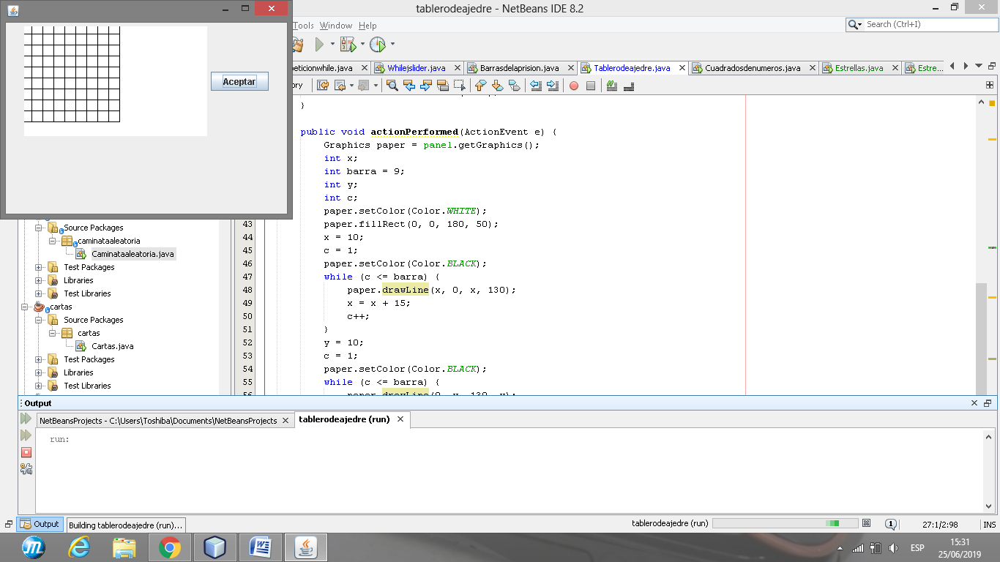 tablerodeajedre - NetBeans IDE 8.2
Tools Window Help
Search (Ctrl+I)
Aceptar
peticionwhile.java
Whilejslider.java
Barrasdelaprision.java
Tablerodeajedre.java
Cuadradosdenumeros.java
Estrellas.java
Estre...
ory
}
public void actionPerformed(ActionEvent e) {
Graphics paper = panel.getGraphics();
int x;
int barra = 9;
int y;
int c;
paper.setColor(Color.WHITE);
43 paper.fillRect(0, 0, 180, 50);
44 x = 10;
45 c = 1;
46 paper.setColor(Color.BLACK);
47 while (c <= barra) {
48 paper.drawLine(x, 0, x, 130);
49 x = x + 15;
50 c++;
51 }
52 y = 10;
53 c = 1;
54 paper.setColor(Color.BLACK);
55 while (c <= barra) {
56 paper.drawLine(0, y, 130, y);
Source Packages
caminataaleatoria
Caminataaleatoria.java
Test Packages
Libraries
Test Libraries
cartas
Source Packages
cartas
Cartas.java
Test Packages
Libraries
Test Libraries
Output
NetBeansProjects - C:\Users\Toshiba\Documents\NetBeansProjects
tablerodeajedre (run)
run:
Output
Building tablerodeajedre (run)...
tablerodeajedre (run)
1
27:1/2:98
INS
ESP
15:31
25/06/2019